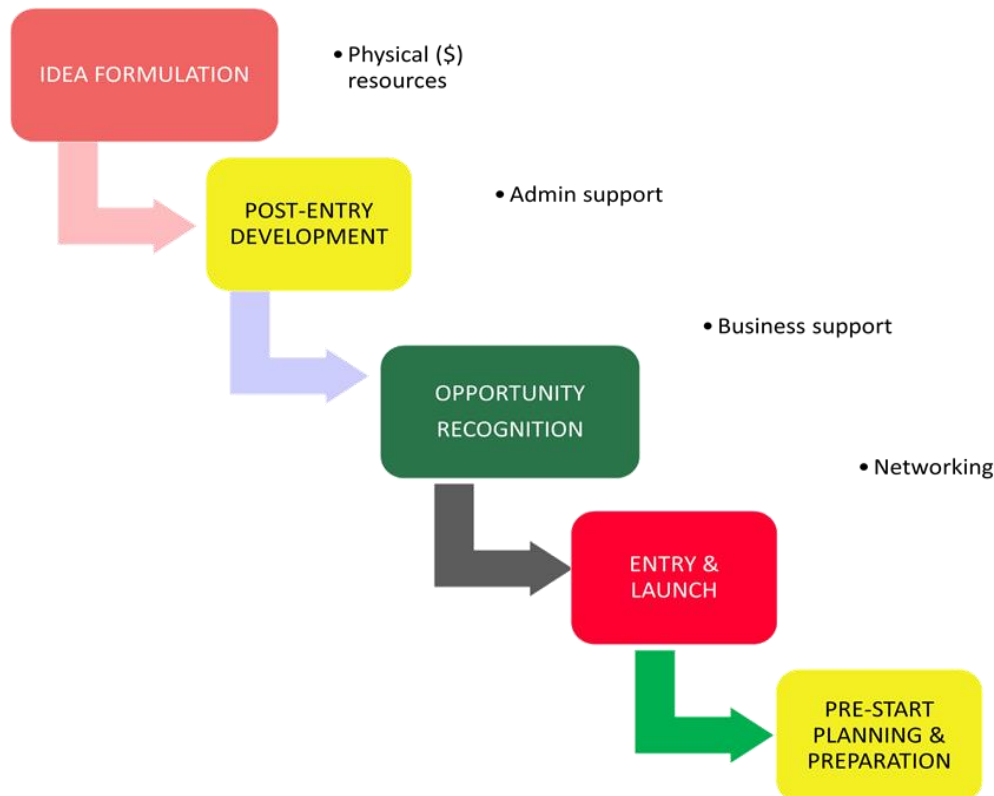 IDEA FORMULATION
• Physical ($)
resources
POST-ENTRY
DEVELOPMENT
• Admin support
• Business support
OPPORTUNITY
RECOGNITION
• Networking
ENTRY &
LAUNCH
PRE-START
PLANNING &
PREPARATION